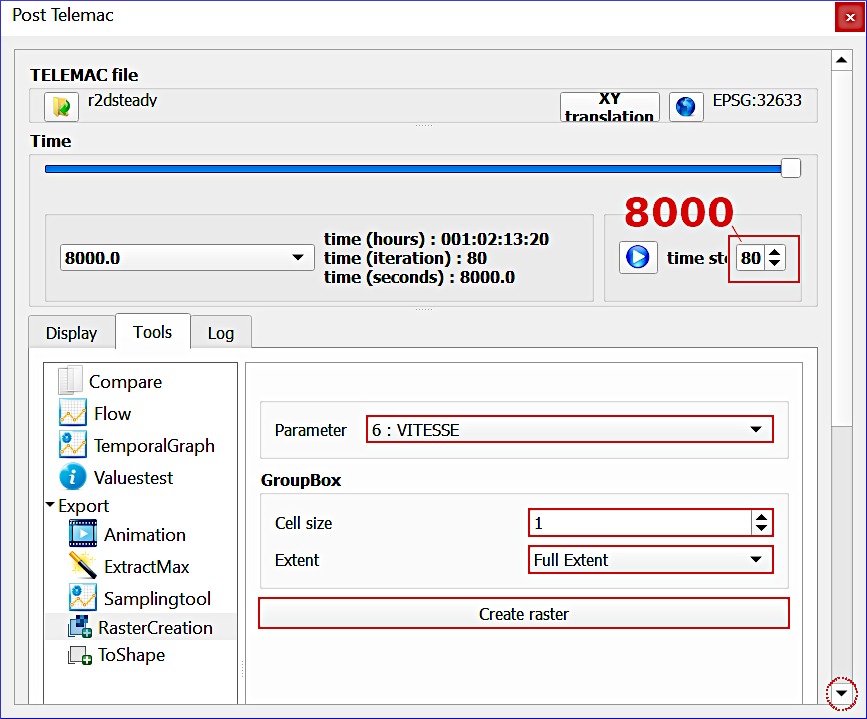 Post Telemac
TELEMAC file
r2dsteady
XY
translation
EPSG:32633
Time
8000.0
time (hours) : 001:02:13:20
time (iteration) : 80
time (seconds) : 8000.0
8000
time ste
80
Display
Tools
Log
Compare
Flow
TemporalGraph
Valuestest
Export
Animation
ExtractMax
Samplingtool
RasterCreation
ToShape
Parameter
6 : VITESSE
GroupBox
Cell size
1
Extent
Full Extent
Create raster